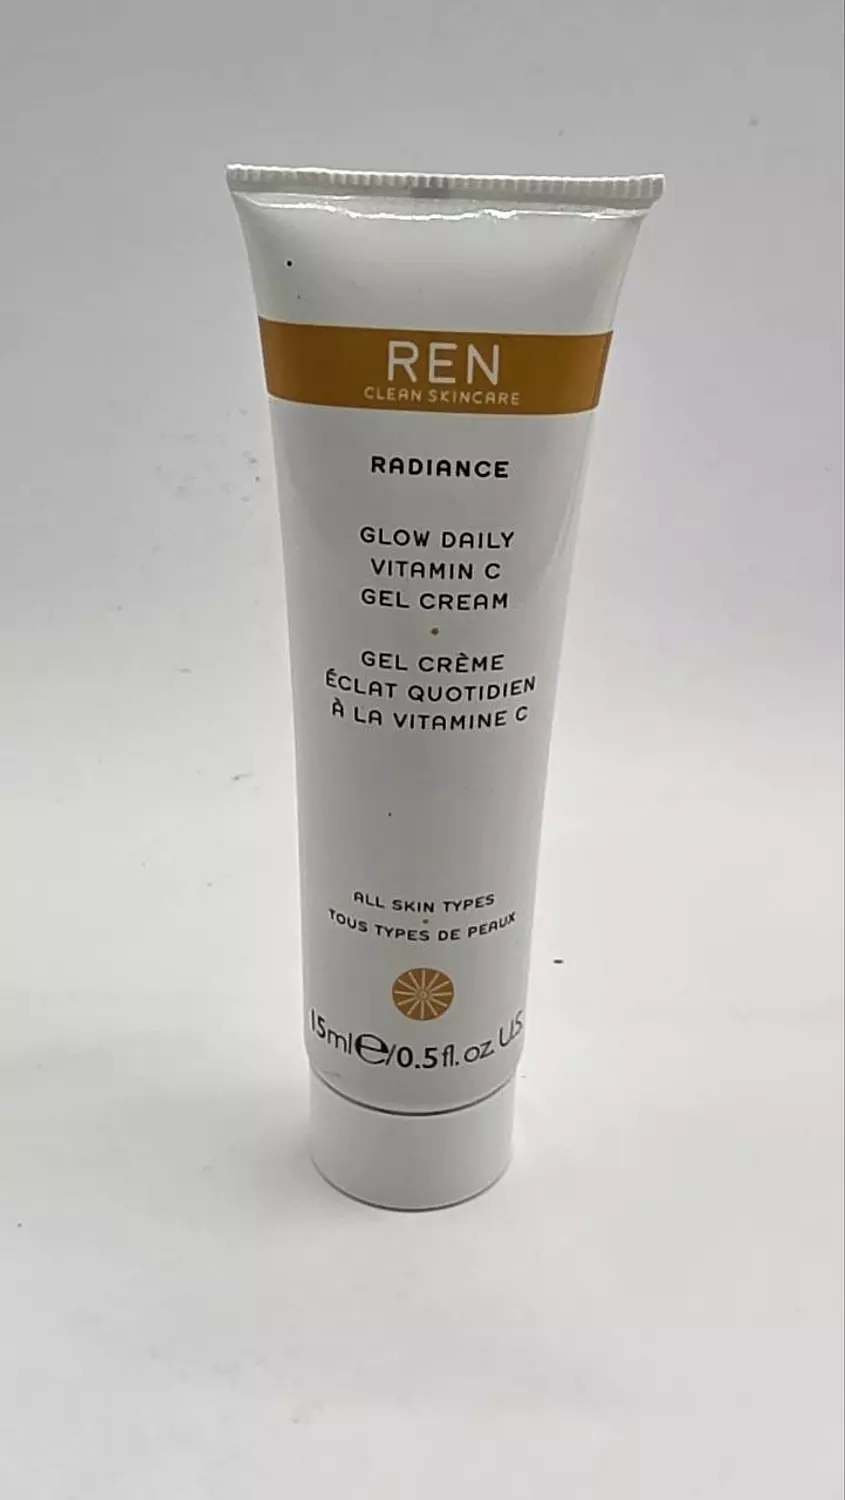 REN
CLEAN SKINCARE
RADIANCE
GLOW DAILY
VITAMIN C
GEL CREAM
GEL CRÈME
ÉCLAT QUOTIDIEN
À LA VITAMINE C
ALL SKIN TYPES
TOUS TYPES DE PEAUX
15ml℮/0.5fl.oz U.S